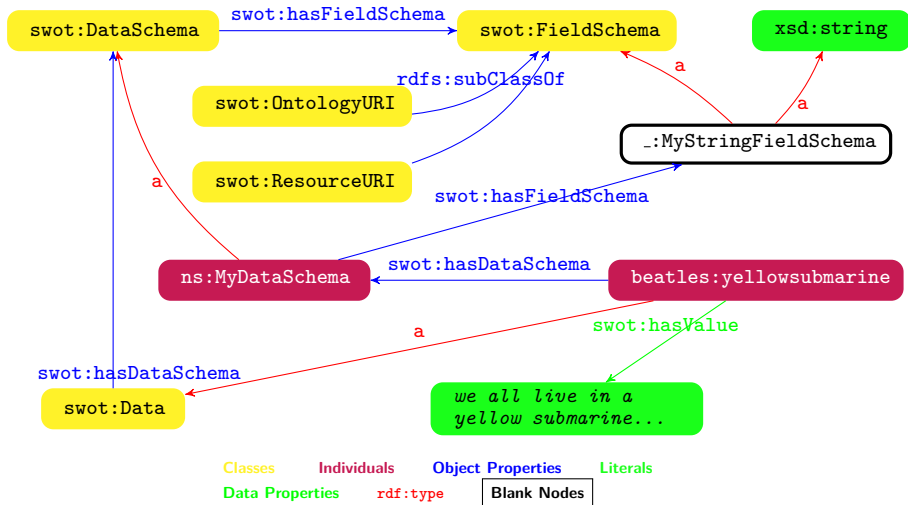 swot:hasFieldSchema
swot:DataSchema
swot:FieldSchema
xsd:string
a
rdfs:subClassOf
a
swot:OntologyURI
_:MyStringFieldSchema
swot:ResourceURI
a
swot:hasFieldSchema
swot:hasDataSchema
ns:MyDataSchema
beatles:yellowsubmarine
swot:hasValue
a
swot:hasDataSchema
swot:Data
we all live in a
yellow submarine...
Classes Individuals Object Properties Literals
Data Properties rdf:type Blank Nodes